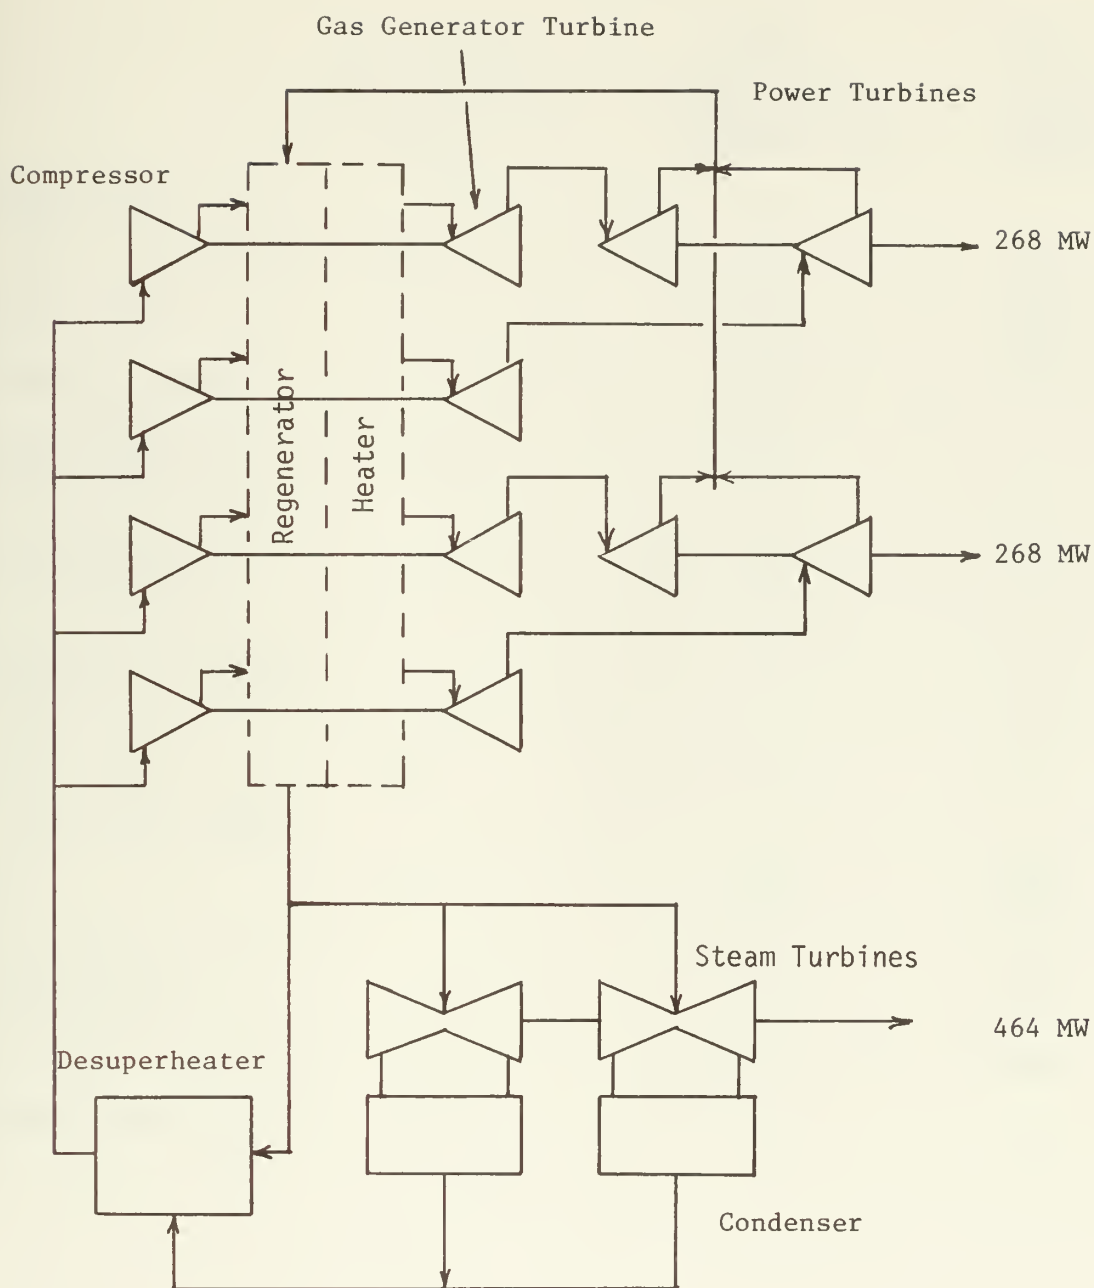 Gas Generator Turbine
Power Turbines
Compressor
268 MW
Regenerator
Heater
268 MW
Steam Turbines
464 MW
Desuperheater
Condenser